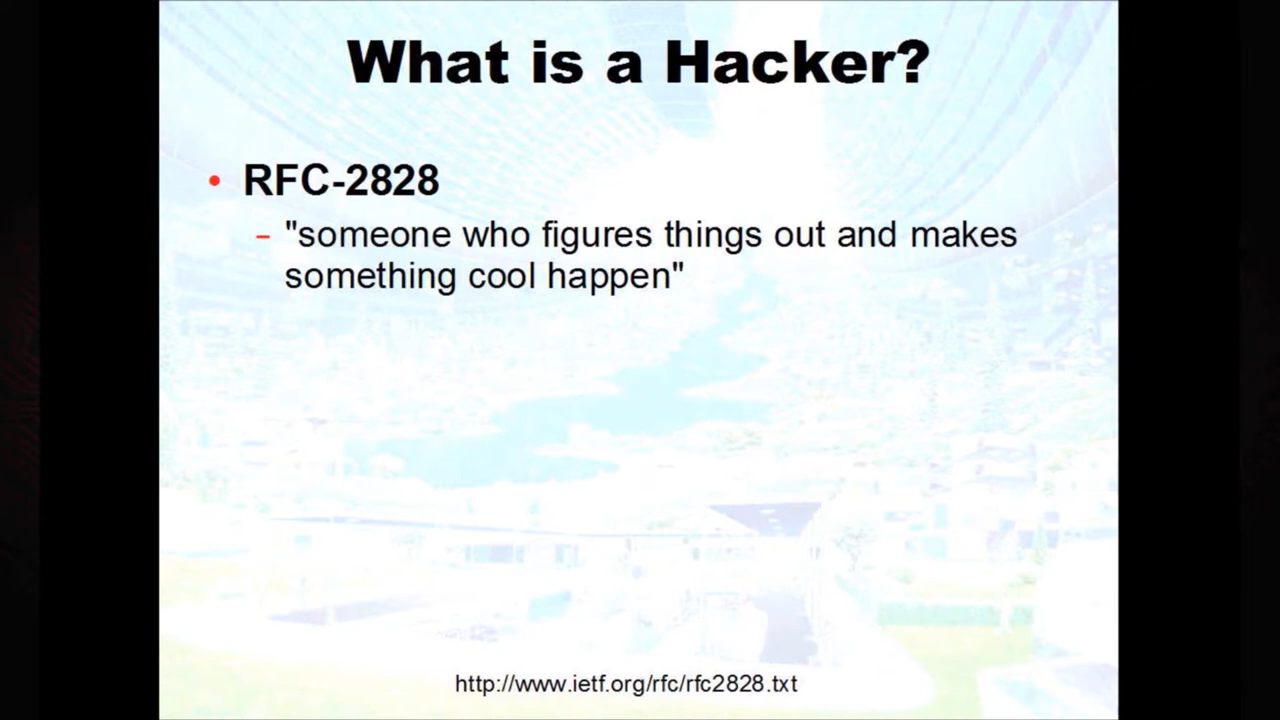 What is a Hacker?
• RFC-2828
– "someone who figures things out and makes
something cool happen"
http://www.ietf.org/rfc/rfc2828.txt